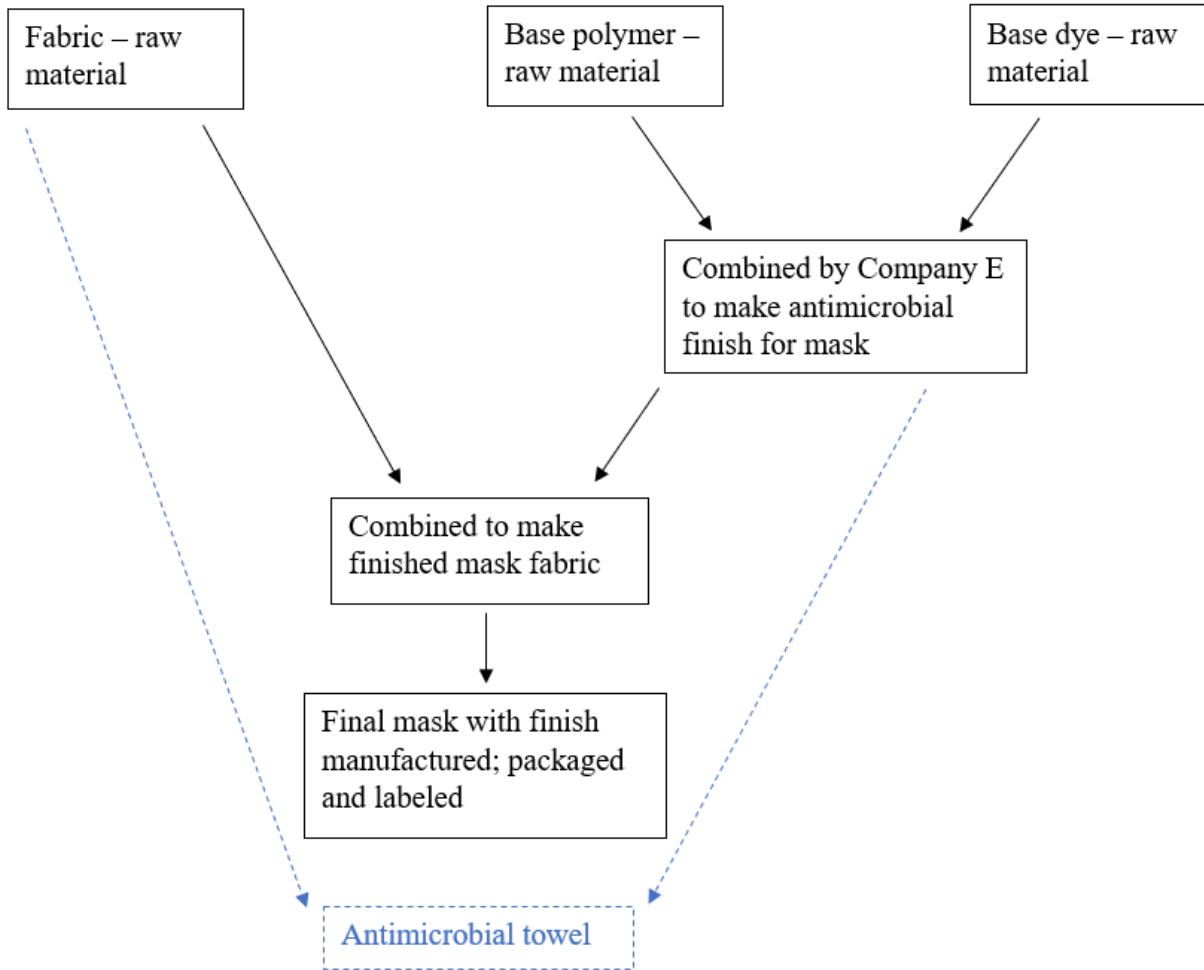 Fabric – raw
material
Base polymer –
raw material
Base dye – raw
material
Combined by Company E
to make antimicrobial
finish for mask
Combined to make
finished mask fabric
Final mask with finish
manufactured; packaged
and labeled
Antimicrobial towel